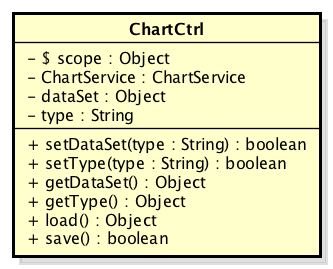 ChartCtrl
- $ scope : Object
- ChartService : ChartService
- dataSet : Object
- type : String
+ setDataSet(type : String) : boolean
+ setType(type : String) : boolean
+ getDataSet() : Object
+ getType() : Object
+ load() : Object
+ save() : boolean